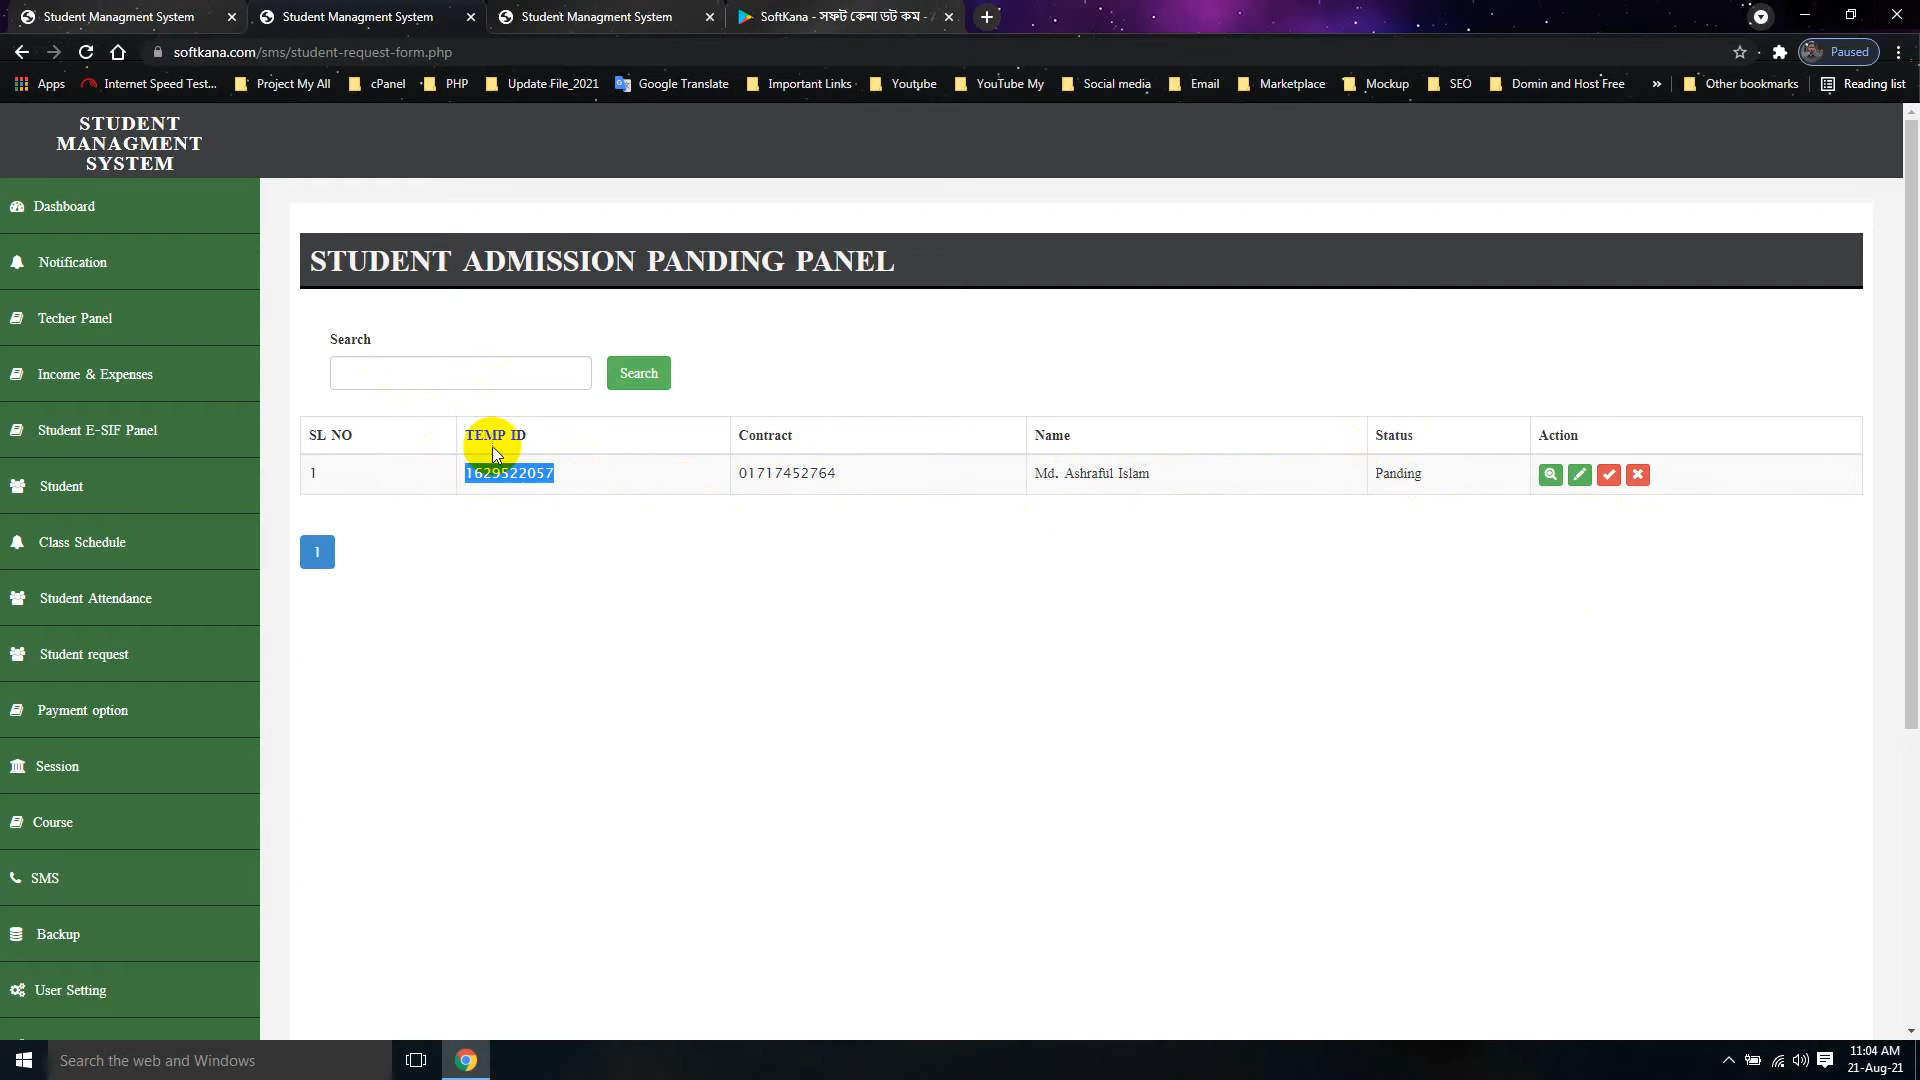 Student Managment System
Student Managment System
Student Managment System
SoftKana - সফট কেনা ডট কম -
softkana.com/sms/student-request-form.php
Paused
Apps
Internet Speed Test...
Project My All
cPanel
PHP
Update File_2021
Google Translate
Important Links
Youtube
YouTube My
Social media
Email
Marketplace
Mockup
SEO
Domin and Host Free
»
Other bookmarks
Reading list
STUDENT
MANAGMENT
SYSTEM
Dashboard
Notification
Techer Panel
Income & Expenses
Student E-SIF Panel
Student
Class Schedule
Student Attendance
Student request
Payment option
Session
Course
SMS
Backup
User Setting
STUDENT ADMISSION PANDING PANEL
Search
Search
SL NO TEMP ID Contract Name Status Action
1 1629522057 01717452764 Md. Ashraful Islam Panding
1
Search the web and Windows
11:04 AM
21-Aug-21